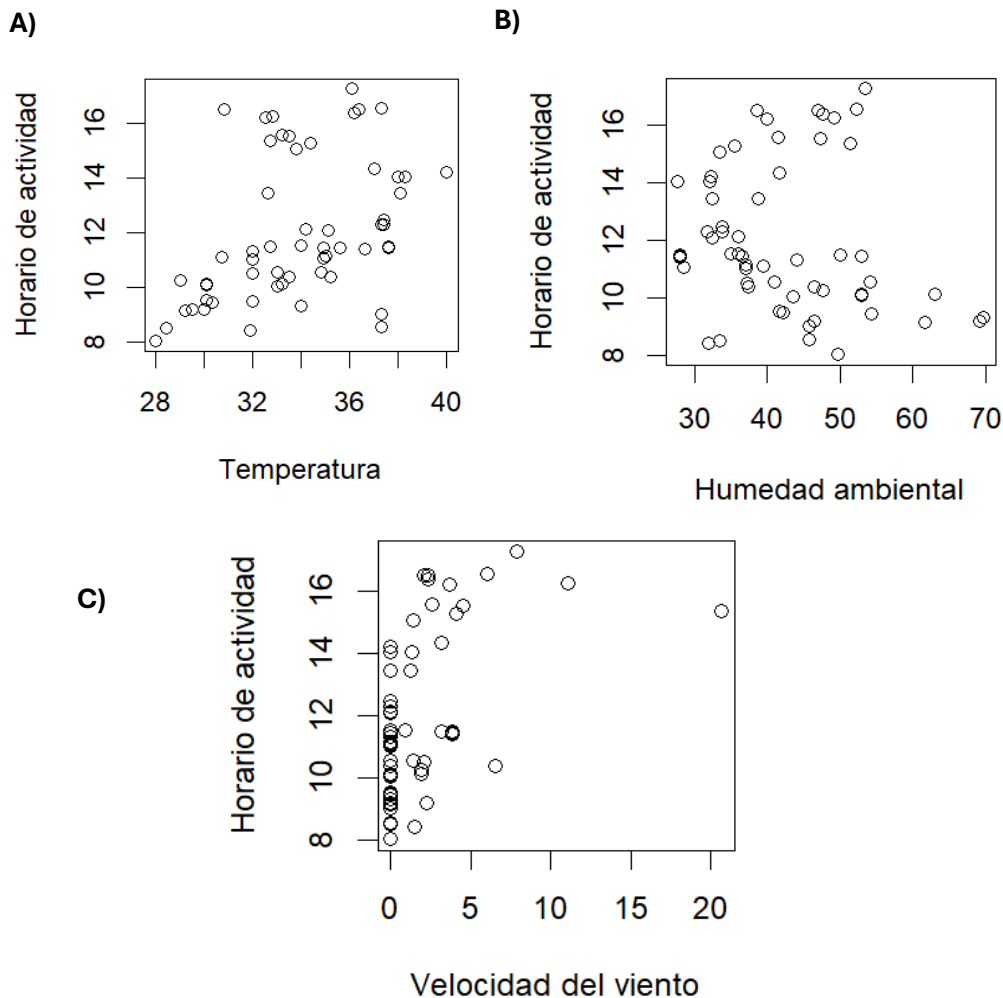 A)
Horario de actividad
16
14
12
10
8
28 32 36 40
Temperatura
B)
Horario de actividad
16
14
12
10
8
30 40 50 60 70
Humedad ambiental
C)
Horario de actividad
16
14
12
10
8
0 5 10 15 20
Velocidad del viento